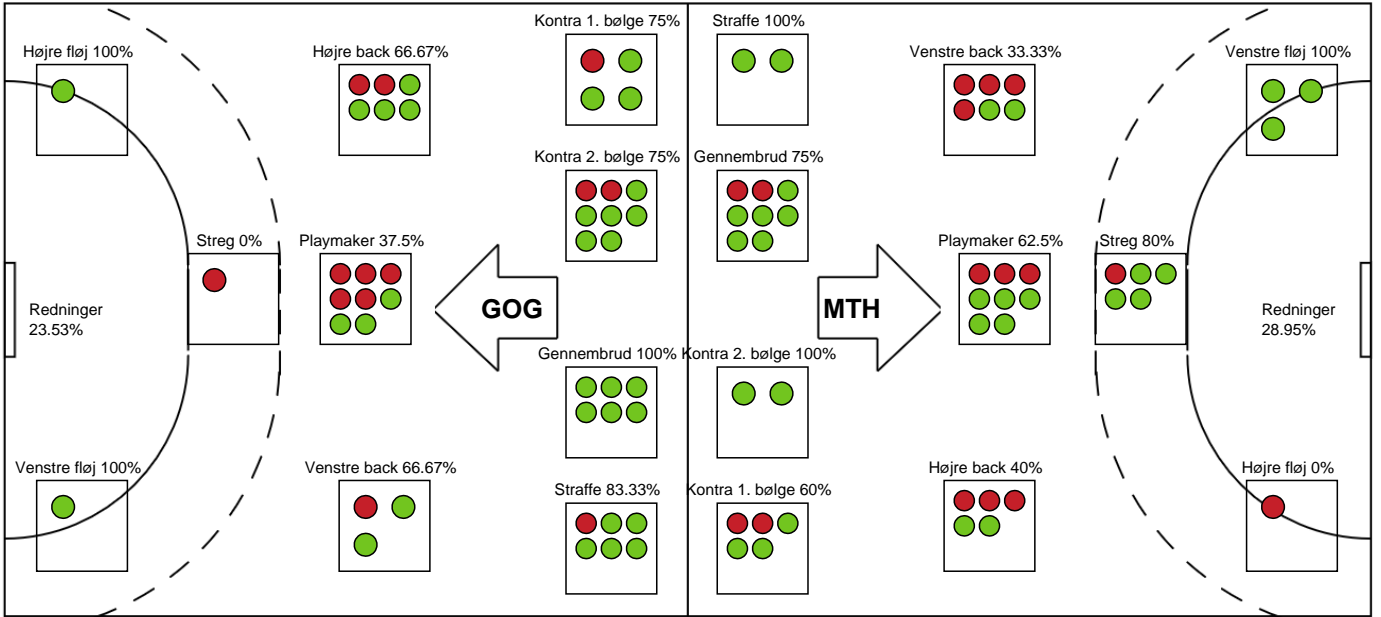 Kontra 1. bølge 75%
Straffe 100%
Højre fløj 100%
Højre back 66.67%
Venstre back 33.33%
Venstre fløj 100%
Kontra 2. bølge 75%
Gennembrud 75%
Streg 0%
Playmaker 37.5%
Playmaker 62.5%
Streg 80%
Redninger
23.53%
GOG
MTH
Redninger
28.95%
Gennembrud 100%
Kontra 2. bølge 100%
Venstre fløj 100%
Venstre back 66.67%
Højre back 40%
Højre fløj 0%
Straffe 83.33%
Kontra 1. bølge 60%